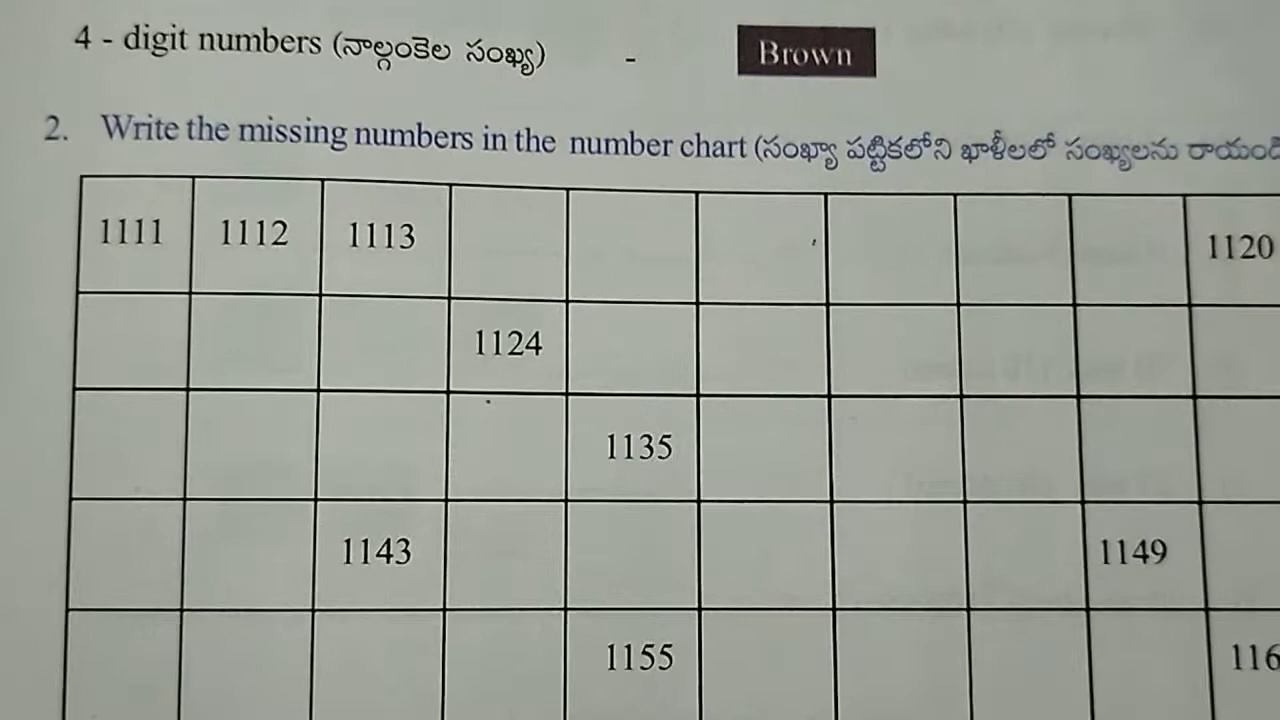 4 - digit numbers (నాల్గంకెల సంఖ్య) - Brown
2. Write the missing numbers in the number chart (సంఖ్యా పట్టికలోని ఖాళీలలో సంఖ్యలను
1111 1112 1113 1120
1124
1135
1143 1149
1155